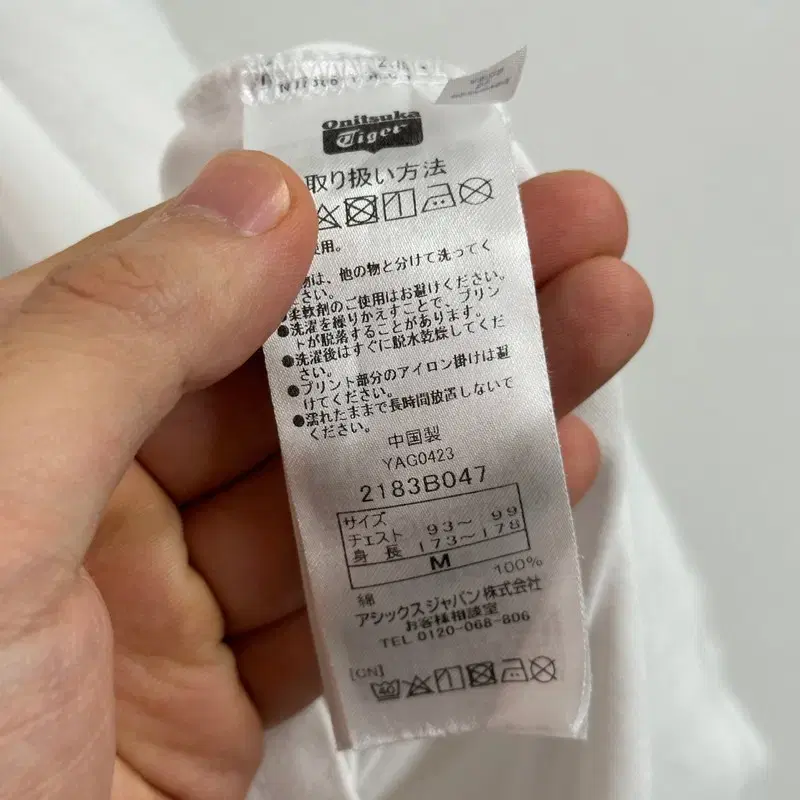 Onitsuka
Tiger
取り扱い方法
使用。
物は、他の物と分けて洗ってく
ださい。
●柔軟剤のご使用はお避けください。
●洗濯を繰りかえすことで、プリン
トが脱落することがあります。
●洗濯後はすぐに脱水乾燥してくだ
さい。
●プリント部分のアイロン掛けは避
けてください。
●濡れたままで長時間放置しないで
ください。
中国製
YAG0423
2183B047
サイズ
チェスト 93～ 99
身 長 173～178
M
綿 100%
アシックスジャパン株式会社
お客様相談室
TEL 0120-068-806
[CN]
40